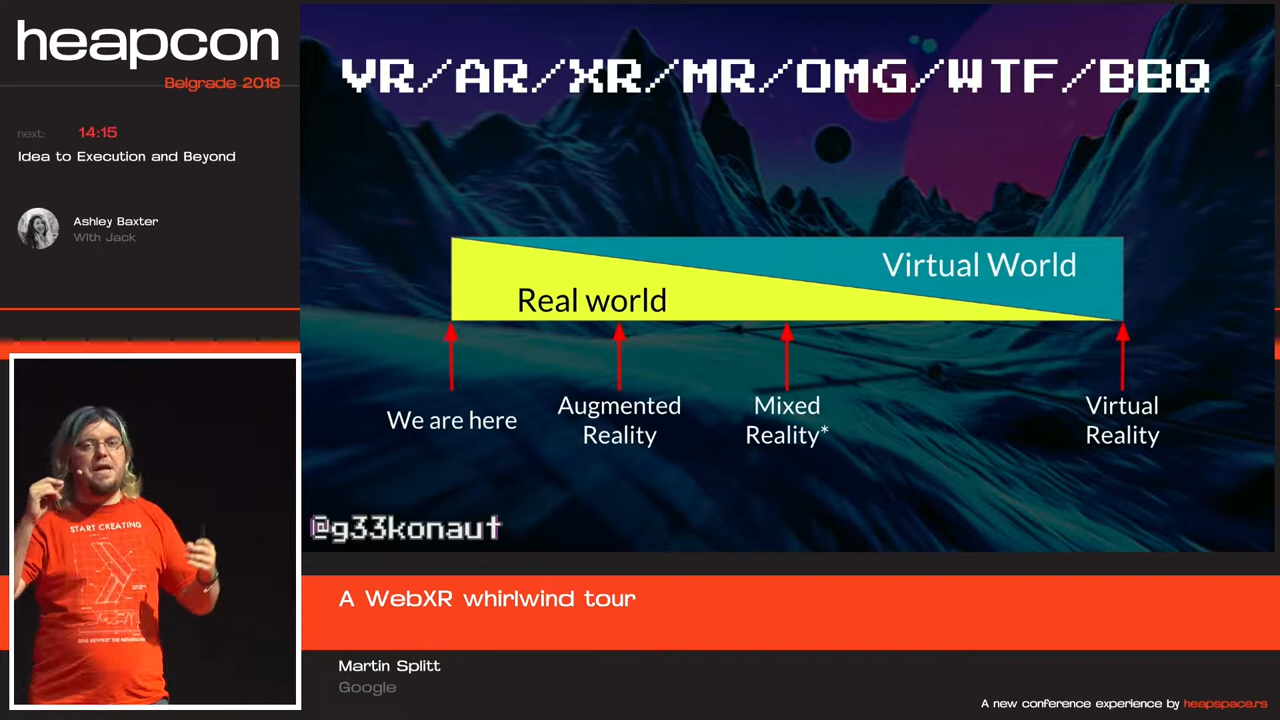 heapcon
Belgrade 2018
next: 14:15
Idea to Execution and Beyond
Ashley Baxter
With Jack
VR/AR/XR/MR/OMG/WTF/BBQ
Virtual World
Real world
We are here
Augmented
Reality
Mixed
Reality*
Virtual
Reality
@g33konaut
START CREATING
A WebXR whirlwind tour
Martin Splitt
Google
A new conference experience by heapspace.rs